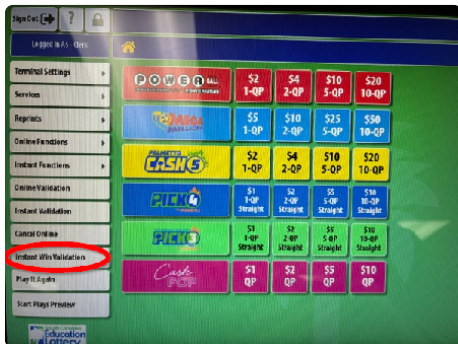 Sign Out
?
Logged in As - Clerk
Terminal Settings
Services
Reprints
Online Functions
Instant Functions
Online Validation
Instant Validation
Cancel Online
Instant Win Validation
Play It Again
Start Plays Preview
Education
Lottery
POWERBALL
$2
1-QP
$4
2-QP
$10
5-QP
$20
10-QP
MEGA
MILLIONS
$5
1-QP
$10
2-QP
$25
5-QP
$50
10-QP
PALMETTO
CASH 5
$2
1-QP
$4
2-QP
$10
5-QP
$20
10-QP
PICK 4
$1
1-QP
Straight
$2
2-QP
Straight
$5
5-QP
Straight
$10
10-QP
Straight
PICK 3
$1
1-QP
Straight
$2
2-QP
Straight
$5
5-QP
Straight
$10
10-QP
Straight
Cash
POP
$1
QP
$2
QP
$5
QP
$10
QP